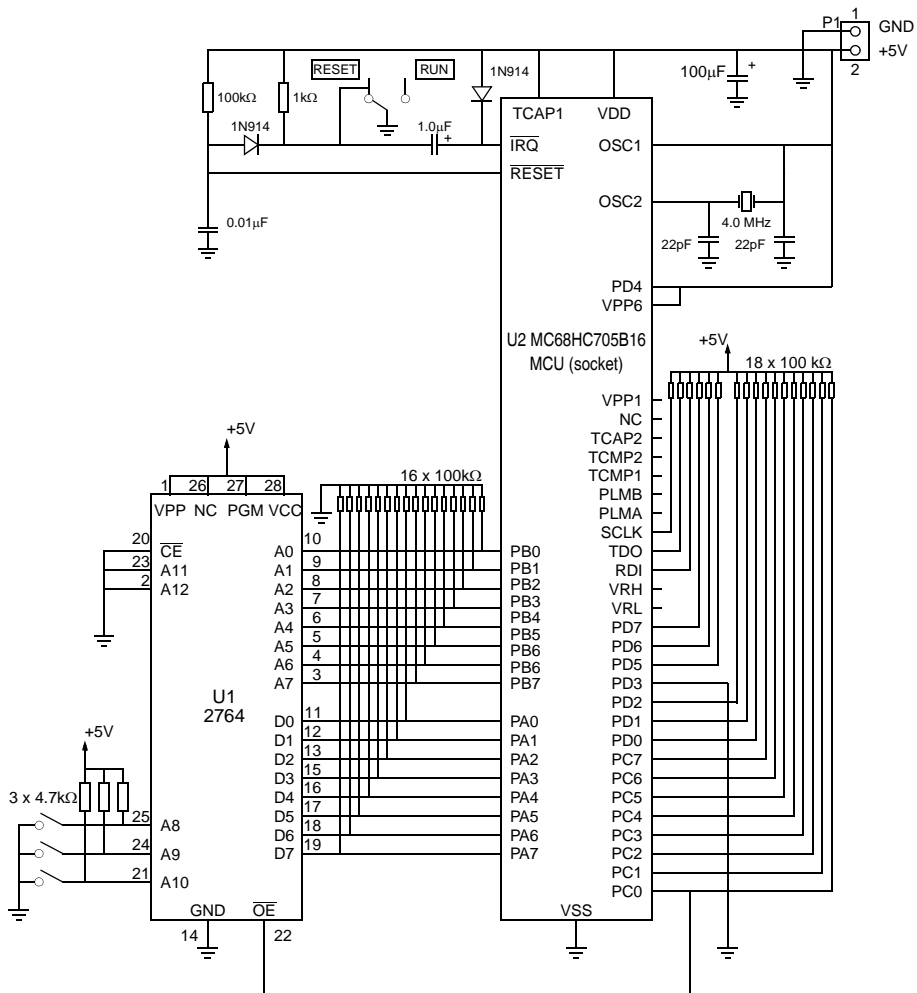 P1
1
GND
+5V
2
RESET
RUN
1N914
100µF
+
100kΩ
1kΩ
1N914
1.0µF
+
0.01µF
TCAP1
VDD
IRQ
OSC1
RESET
OSC2
4.0 MHz
22pF
22pF
PD4
VPP6
U2 MC68HC705B16
MCU (socket)
+5V
18 x 100 kΩ
VPP1
NC
TCAP2
TCMP2
TCMP1
PLMB
PLMA
SCLK
TDO
RDI
VRH
VRL
PD7
PD6
PD5
PD3
PD2
PD1
PD0
PC7
PC6
PC5
PC4
PC3
PC2
PC1
PC0
PB0
PB1
PB2
PB3
PB4
PB5
PB6
PB6
PB7
PA0
PA1
PA2
PA3
PA4
PA5
PA6
PA7
VSS
+5V
16 x 100kΩ
1
26
27
28
VPP
NC
PGM
VCC
20
CE
23
A11
2
A12
A0
10
A1
9
A2
8
A3
7
A4
6
A5
5
A6
4
A7
3
U1
2764
D0
11
D1
12
D2
13
D3
15
D4
16
D5
17
D6
18
D7
19
+5V
3 x 4.7kΩ
25
A8
24
A9
21
A10
GND
OE
14
22